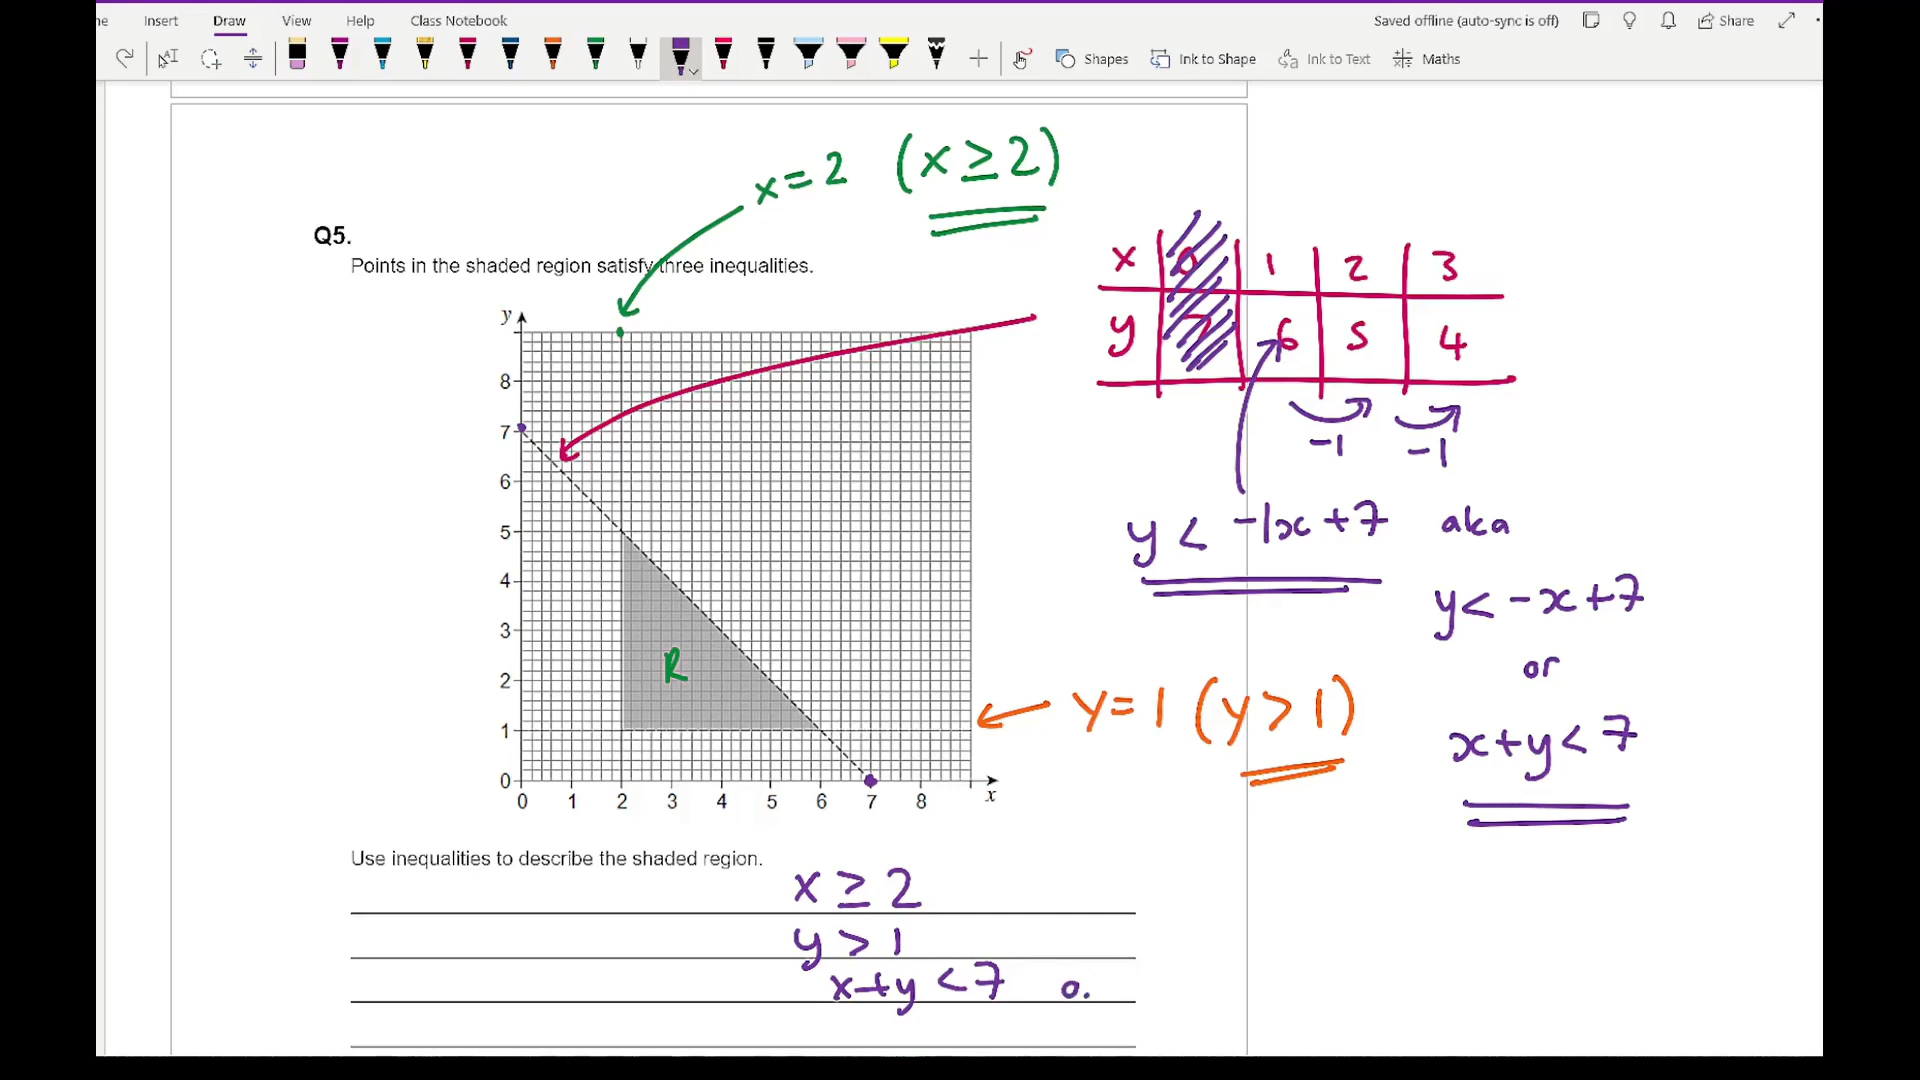 Insert Draw View Help Class Notebook Saved offline (auto-sync is off) Share
Shapes Ink to Shape Ink to Text Maths
x=2 (x≥2)
Q5.
Points in the shaded region satisfy three inequalities.
x 0 1 2 3
y 7 6 5 4
-1 -1
y < -1x+7 aka
y< -x+7
or
x+y< 7
y=1 (y>1)
y
8
7
6
5
4
3
2
1
0
0 1 2 3 4 5 6 7 8 x
R
Use inequalities to describe the shaded region.
x ≥ 2
y > 1
x+y < 7 o.